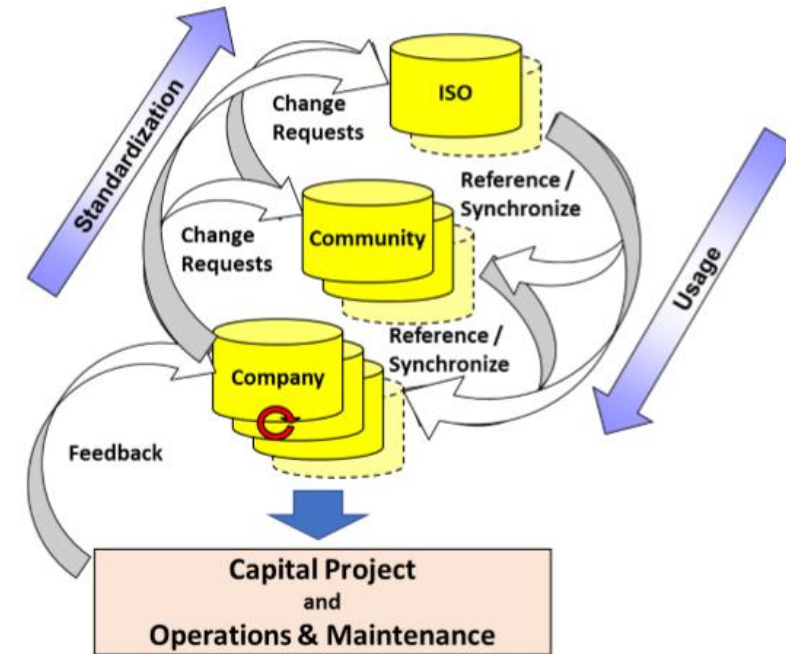 Standardization
ISO
Change
Requests
Reference /
Synchronize
Community
Change
Requests
Usage
Reference /
Synchronize
Company
Feedback
Capital Project
and
Operations & Maintenance